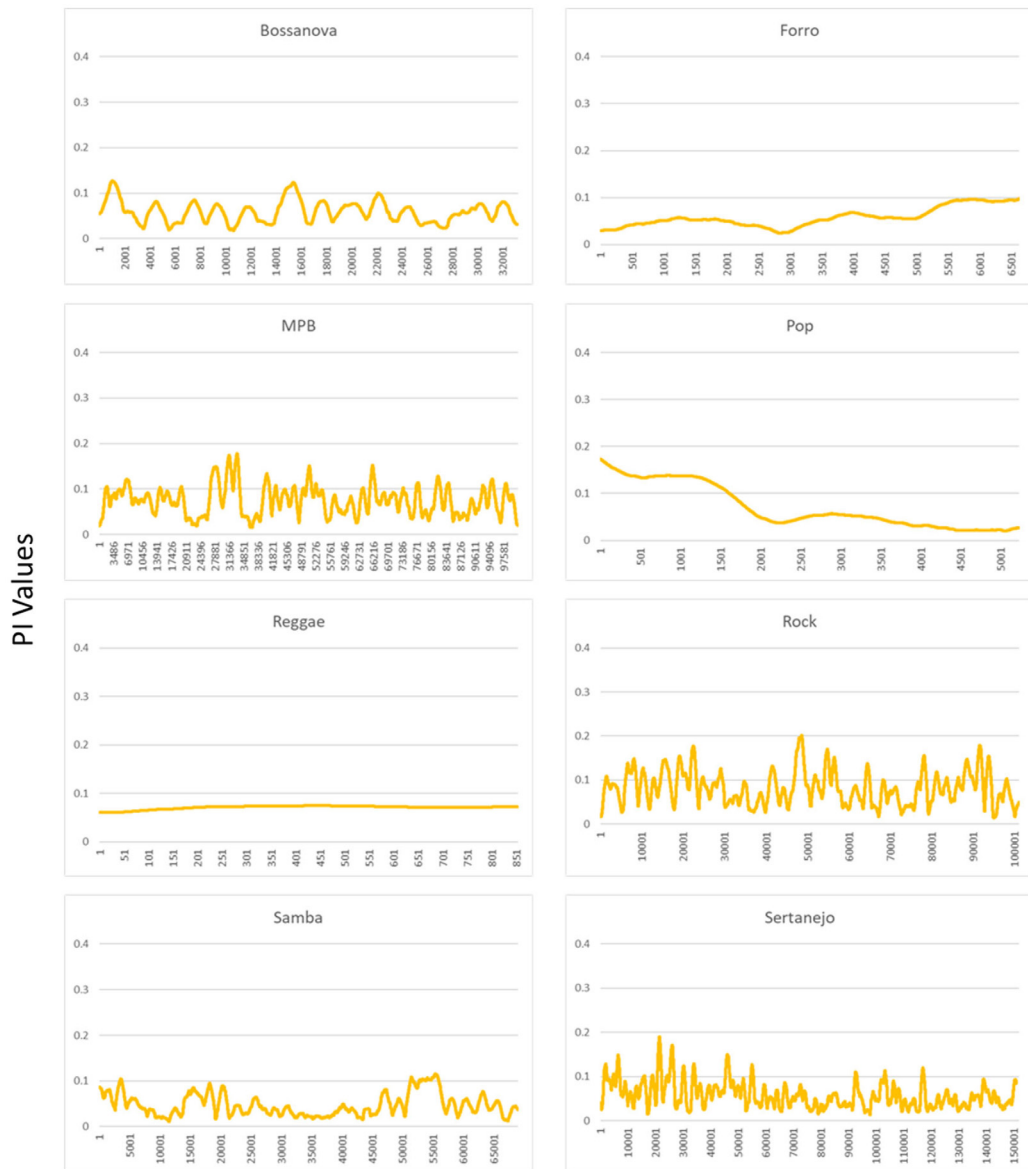 PI Values
Bossanova
0.4
0.3
0.2
0.1
0
1 2001 4001 6001 8001 10001 12001 14001 16001 18001 20001 22001 24001 26001 28001 30001 32001
Forro
0.4
0.3
0.2
0.1
0
1 501 1001 1501 2001 2501 3001 3501 4001 4501 5001 5501 6001 6501
MPB
0.4
0.3
0.2
0.1
0
1 3486 6971 10456 13941 17426 20911 24396 27881 31366 34851 38336 41821 45306 48791 52276 55761 59246 62731 66216 69701 73186 76671 80156 83641 87126 90611 94096 97581
Pop
0.4
0.3
0.2
0.1
0
1 501 1001 1501 2001 2501 3001 3501 4001 4501 5001
Reggae
0.4
0.3
0.2
0.1
0
1 51 101 151 201 251 301 351 401 451 501 551 601 651 701 751 801 851
Rock
0.4
0.3
0.2
0.1
0
1 10001 20001 30001 40001 50001 60001 70001 80001 90001 100001
Samba
0.4
0.3
0.2
0.1
0
1 5001 10001 15001 20001 25001 30001 35001 40001 45001 50001 55001 60001 65001
Sertanejo
0.4
0.3
0.2
0.1
0
1 10001 20001 30001 40001 50001 60001 70001 80001 90001 100001 110001 120001 130001 140001 150001